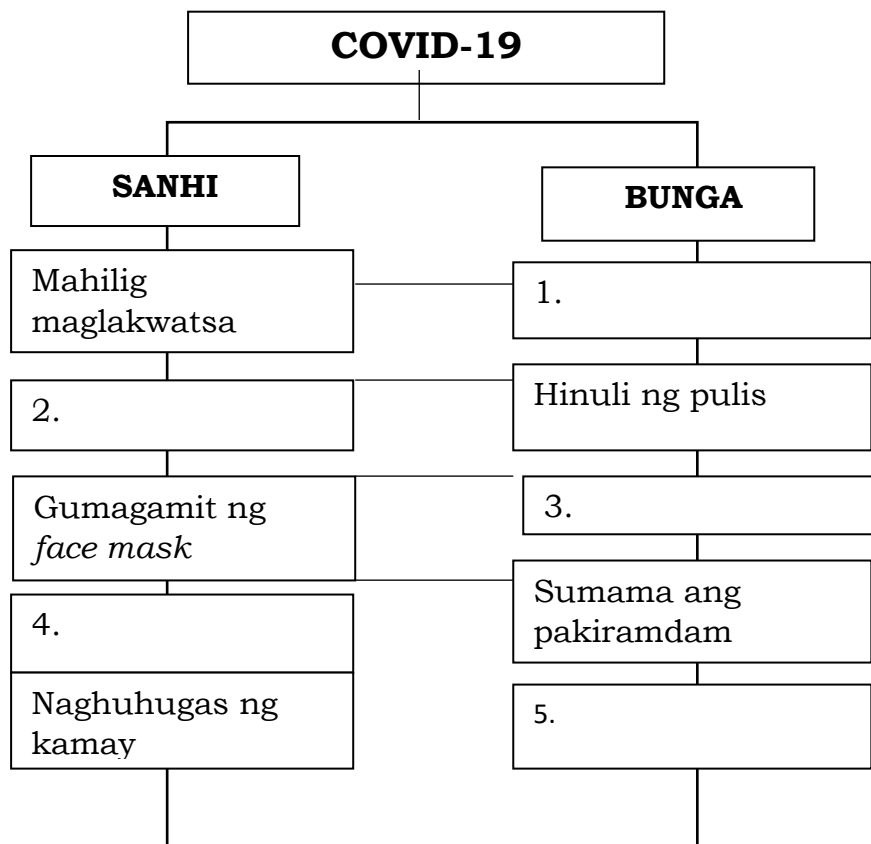 COVID-19
SANHI
BUNGA
Mahilig
maglakwatsa
1.
2.
Hinuli ng pulis
Gumagamit ng
face mask
3.
4.
Sumama ang
pakiramdam
Naghuhugas ng
kamay
5.